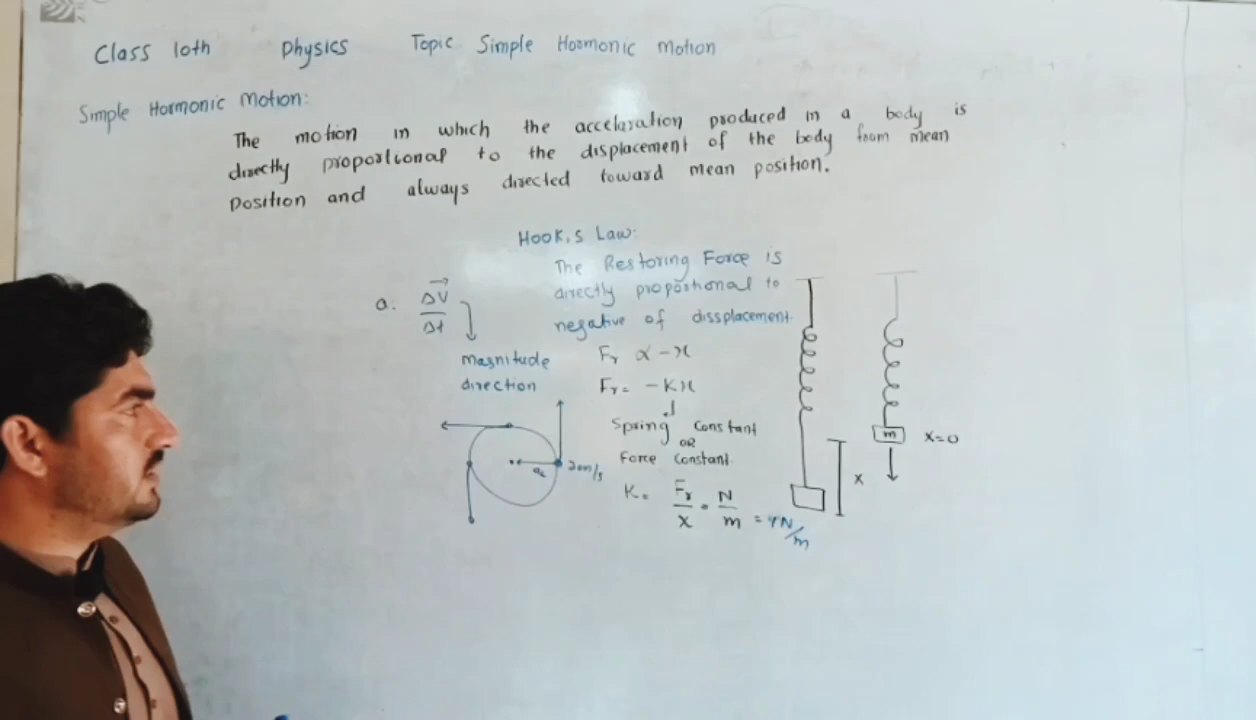 Class 10th Physics Topic Simple Hormonic Motion
Simple Hormonic Motion:
The motion in which the acceleration produced in a body is
directly proportional to the displacement of the body from mean
Position and always directed toward mean position.
Hook,s Law:
The Restoring Force is
directly proportional to
negative of dissplacement.
a. ΔV
Δt
magnitude
direction
Fr ∝ -x
Fr = -Kx
Spring Constant
OR
Force Constant.
K = Fr/x = N/m = 4N/m
ac
20m/s
m
x=0
x